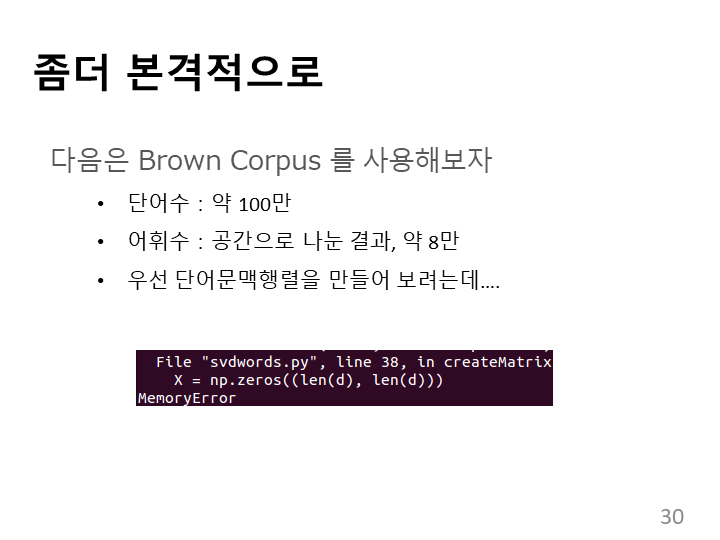 좀더 본격적으로
다음은 Brown Corpus 를 사용해보자
• 단어수 : 약 100만
• 어휘수 : 공간으로 나눈 결과, 약 8만
• 우선 단어문맥행렬을 만들어 보려는데....
File "svdwords.py", line 38, in createMatrix
X = np.zeros((len(d), len(d)))
MemoryError
30